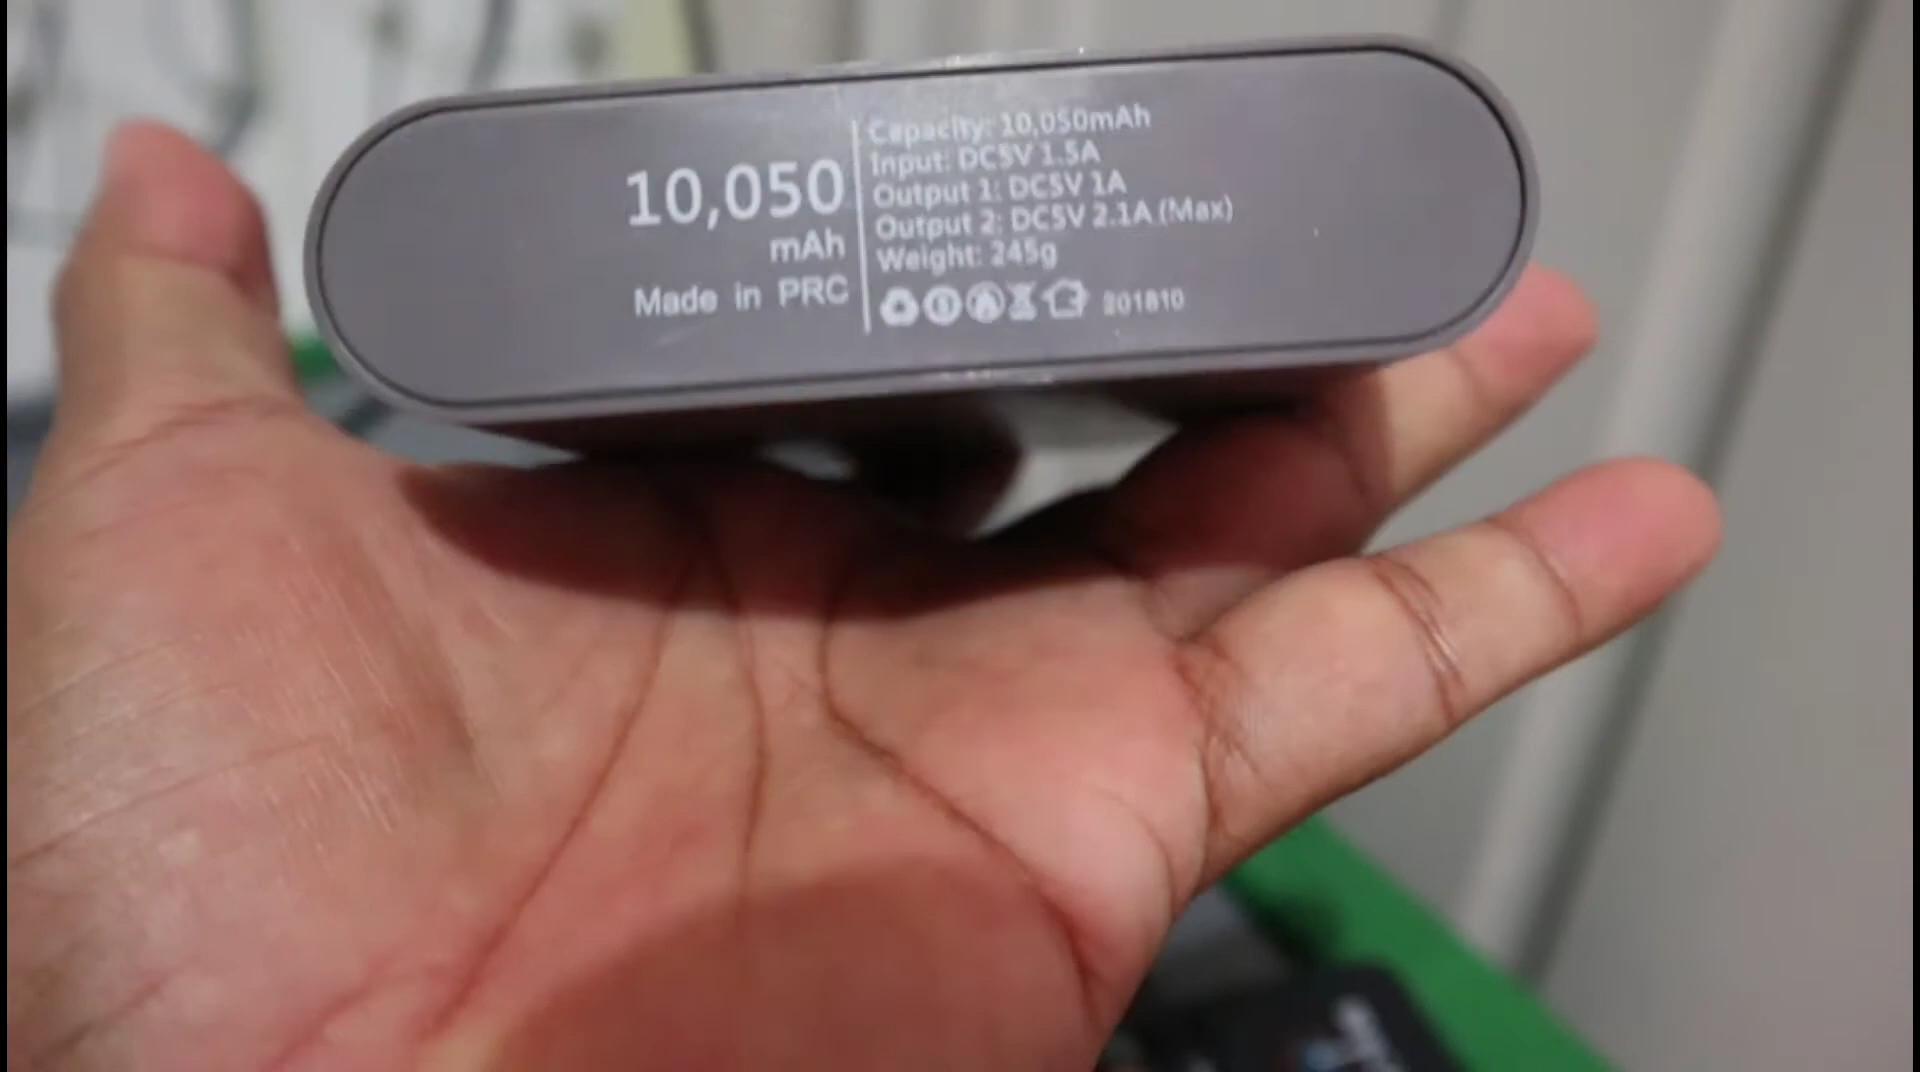 10,050
mAh
Made in PRC
Capacity: 10,050mAh
Input: DC5V 1.5A
Output 1: DC5V 1A
Output 2: DC5V 2.1A (Max)
Weight: 245g
201810